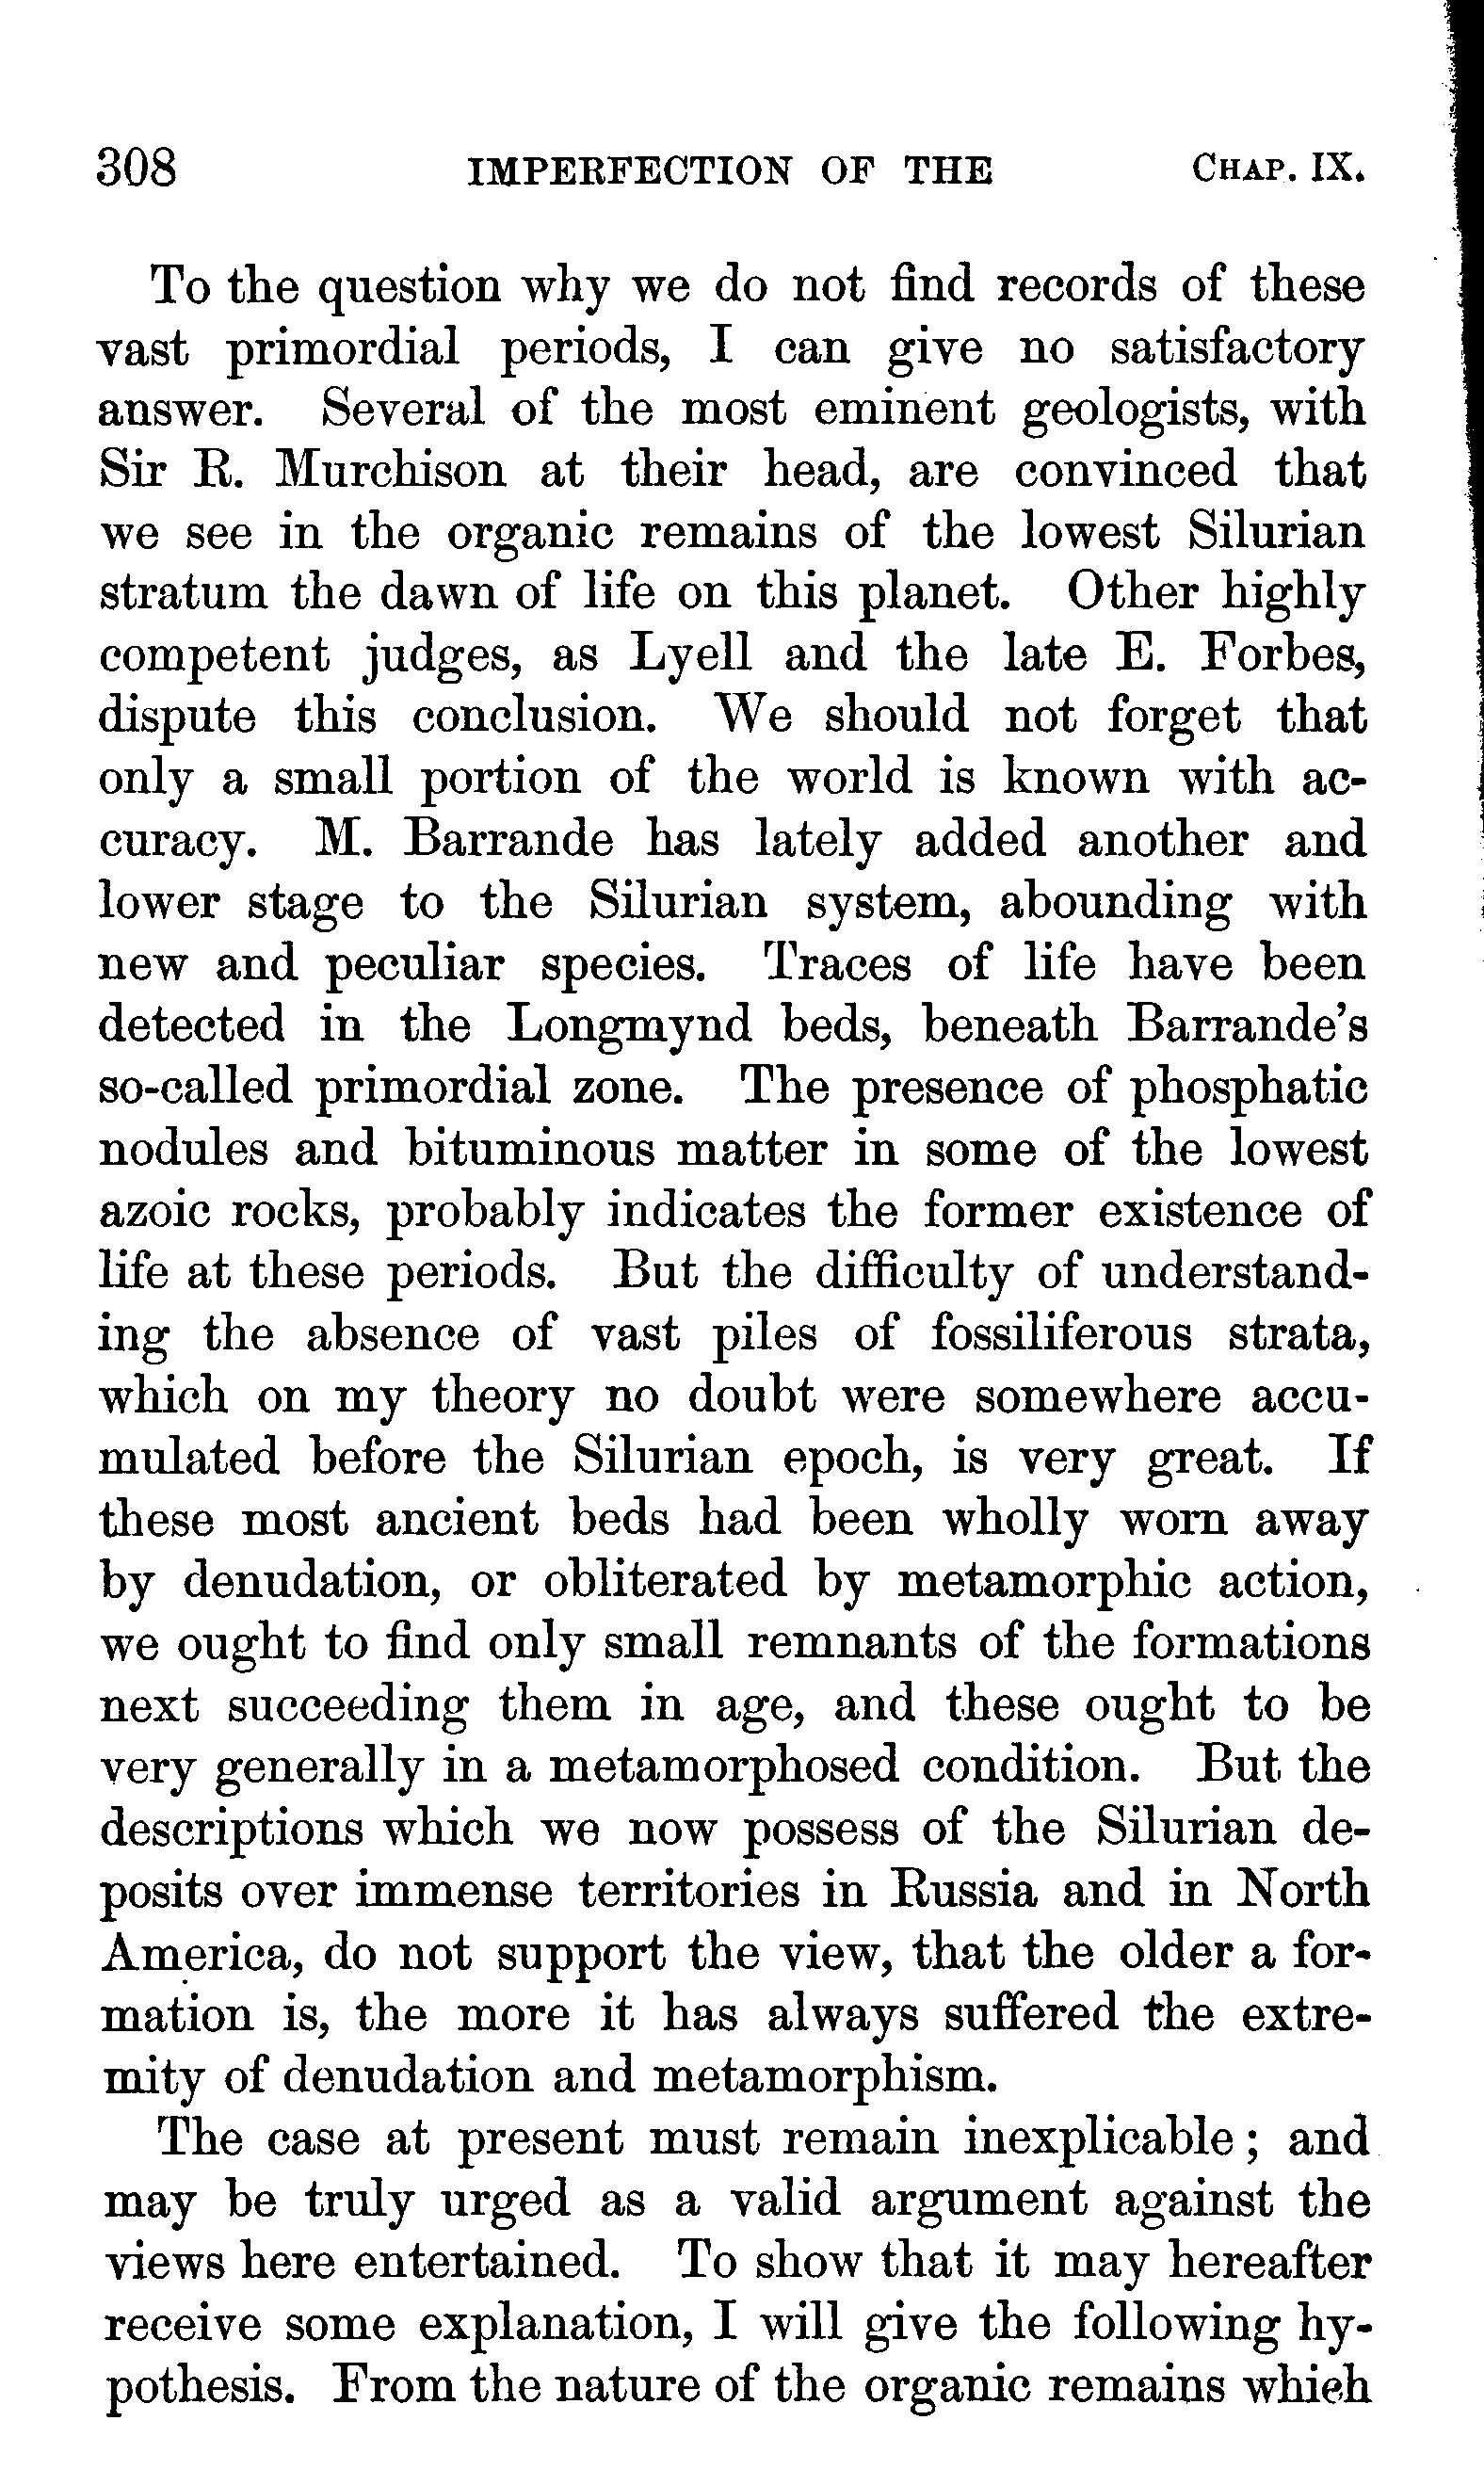 308 IMPERFECTION OF THE CHAP. IX.
To the question why we do not find records of these
vast primordial periods, I can give no satisfactory
answer. Several of the most eminent geologists, with
Sir R. Murchison at their head, are convinced that
we see in the organic remains of the lowest Silurian
stratum the dawn of life on this planet. Other highly
competent judges, as Lyell and the late E. Forbes,
dispute this conclusion. We should not forget that
only a small portion of the world is known with ac-
curacy. M. Barrande has lately added another and
lower stage to the Silurian system, abounding with
new and peculiar species. Traces of life have been
detected in the Longmynd beds, beneath Barrande's
so-called primordial zone. The presence of phosphatic
nodules and bituminous matter in some of the lowest
azoic rocks, probably indicates the former existence of
life at these periods. But the difficulty of understand-
ing the absence of vast piles of fossiliferous strata,
which on my theory no doubt were somewhere accu-
mulated before the Silurian epoch, is very great. If
these most ancient beds had been wholly worn away
by denudation, or obliterated by metamorphic action,
we ought to find only small remnants of the formations
next succeeding them in age, and these ought to be
very generally in a metamorphosed condition. But the
descriptions which we now possess of the Silurian de-
posits over immense territories in Russia and in North
America, do not support the view, that the older a for-
mation is, the more it has always suffered the extre-
mity of denudation and metamorphism.
The case at present must remain inexplicable; and
may be truly urged as a valid argument against the
views here entertained. To show that it may hereafter
receive some explanation, I will give the following hy-
pothesis. From the nature of the organic remains which